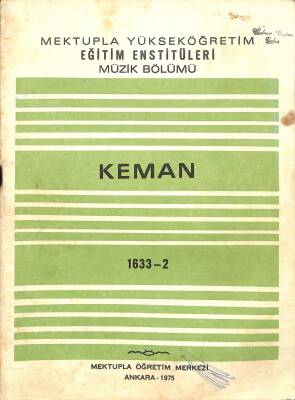 MEKTUPLA YÜKSEKÖĞRETİM
EĞİTİM ENSTİTÜLERİ
MÜZİK BÖLÜMÜ
KEMAN
1633-2
MEKTUPLA ÖĞRETİM MERKEZİ
ANKARA-1975